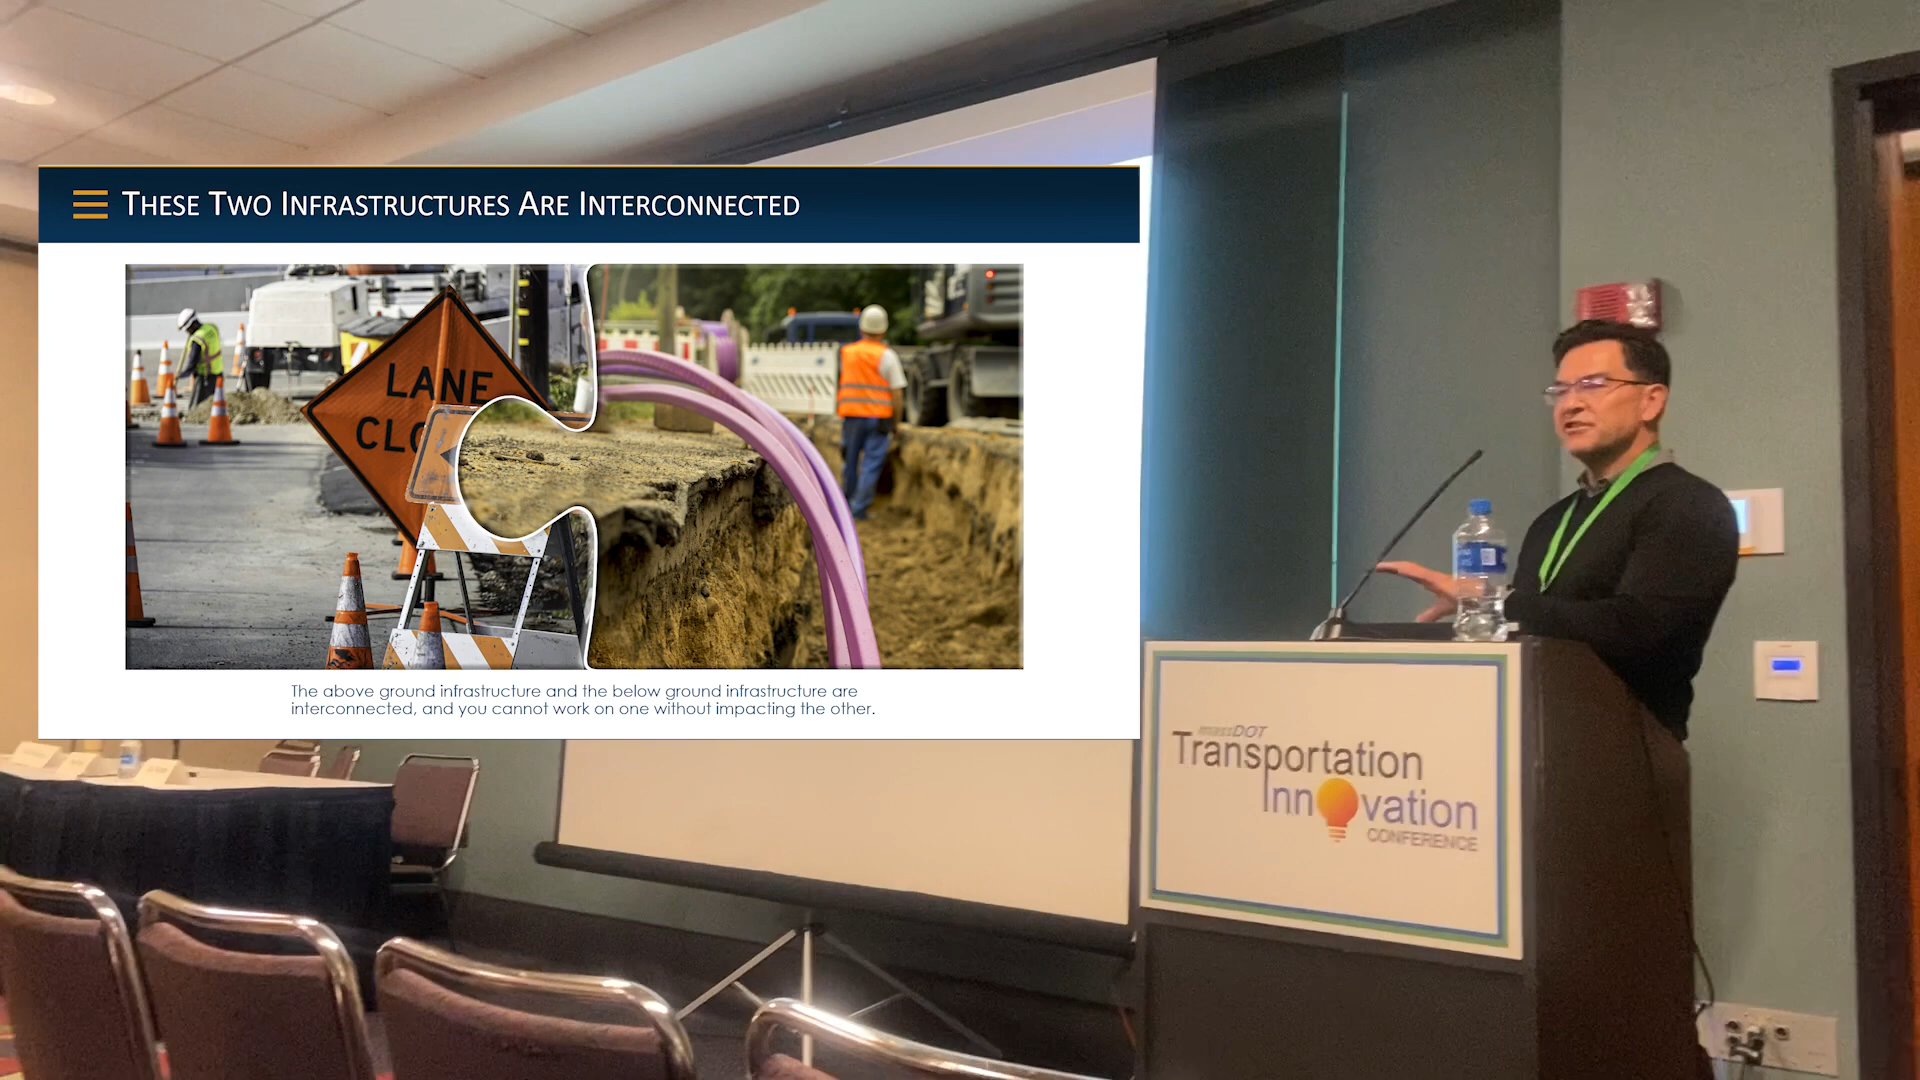 THESE TWO INFRASTRUCTURES ARE INTERCONNECTED
LANE
CLO
The above ground infrastructure and the below ground infrastructure are
interconnected, and you cannot work on one without impacting the other.
massDOT
Transportation
Innovation
CONFERENCE